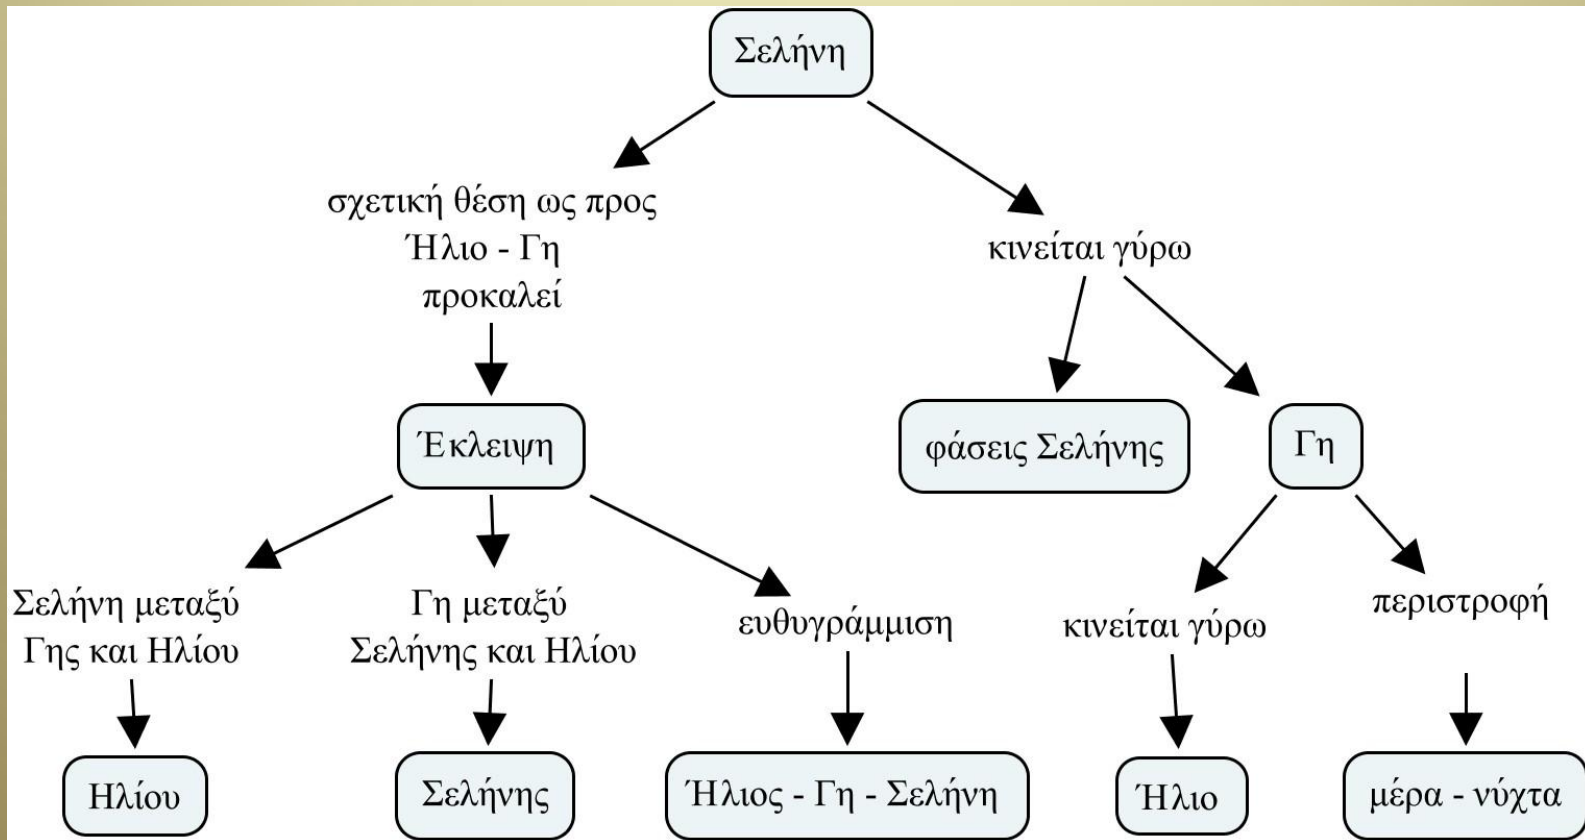 Σελήνη
σχετική θέση ως προς
Ήλιο - Γη
προκαλεί
κινείται γύρω
Έκλειψη
φάσεις Σελήνης
Γη
Σελήνη μεταξύ
Γης και Ηλίου
Γη μεταξύ
Σελήνης και Ηλίου
ευθυγράμμιση
κινείται γύρω
περιστροφή
Ηλίου
Σελήνης
Ήλιος - Γη - Σελήνη
Ήλιο
μέρα - νύχτα